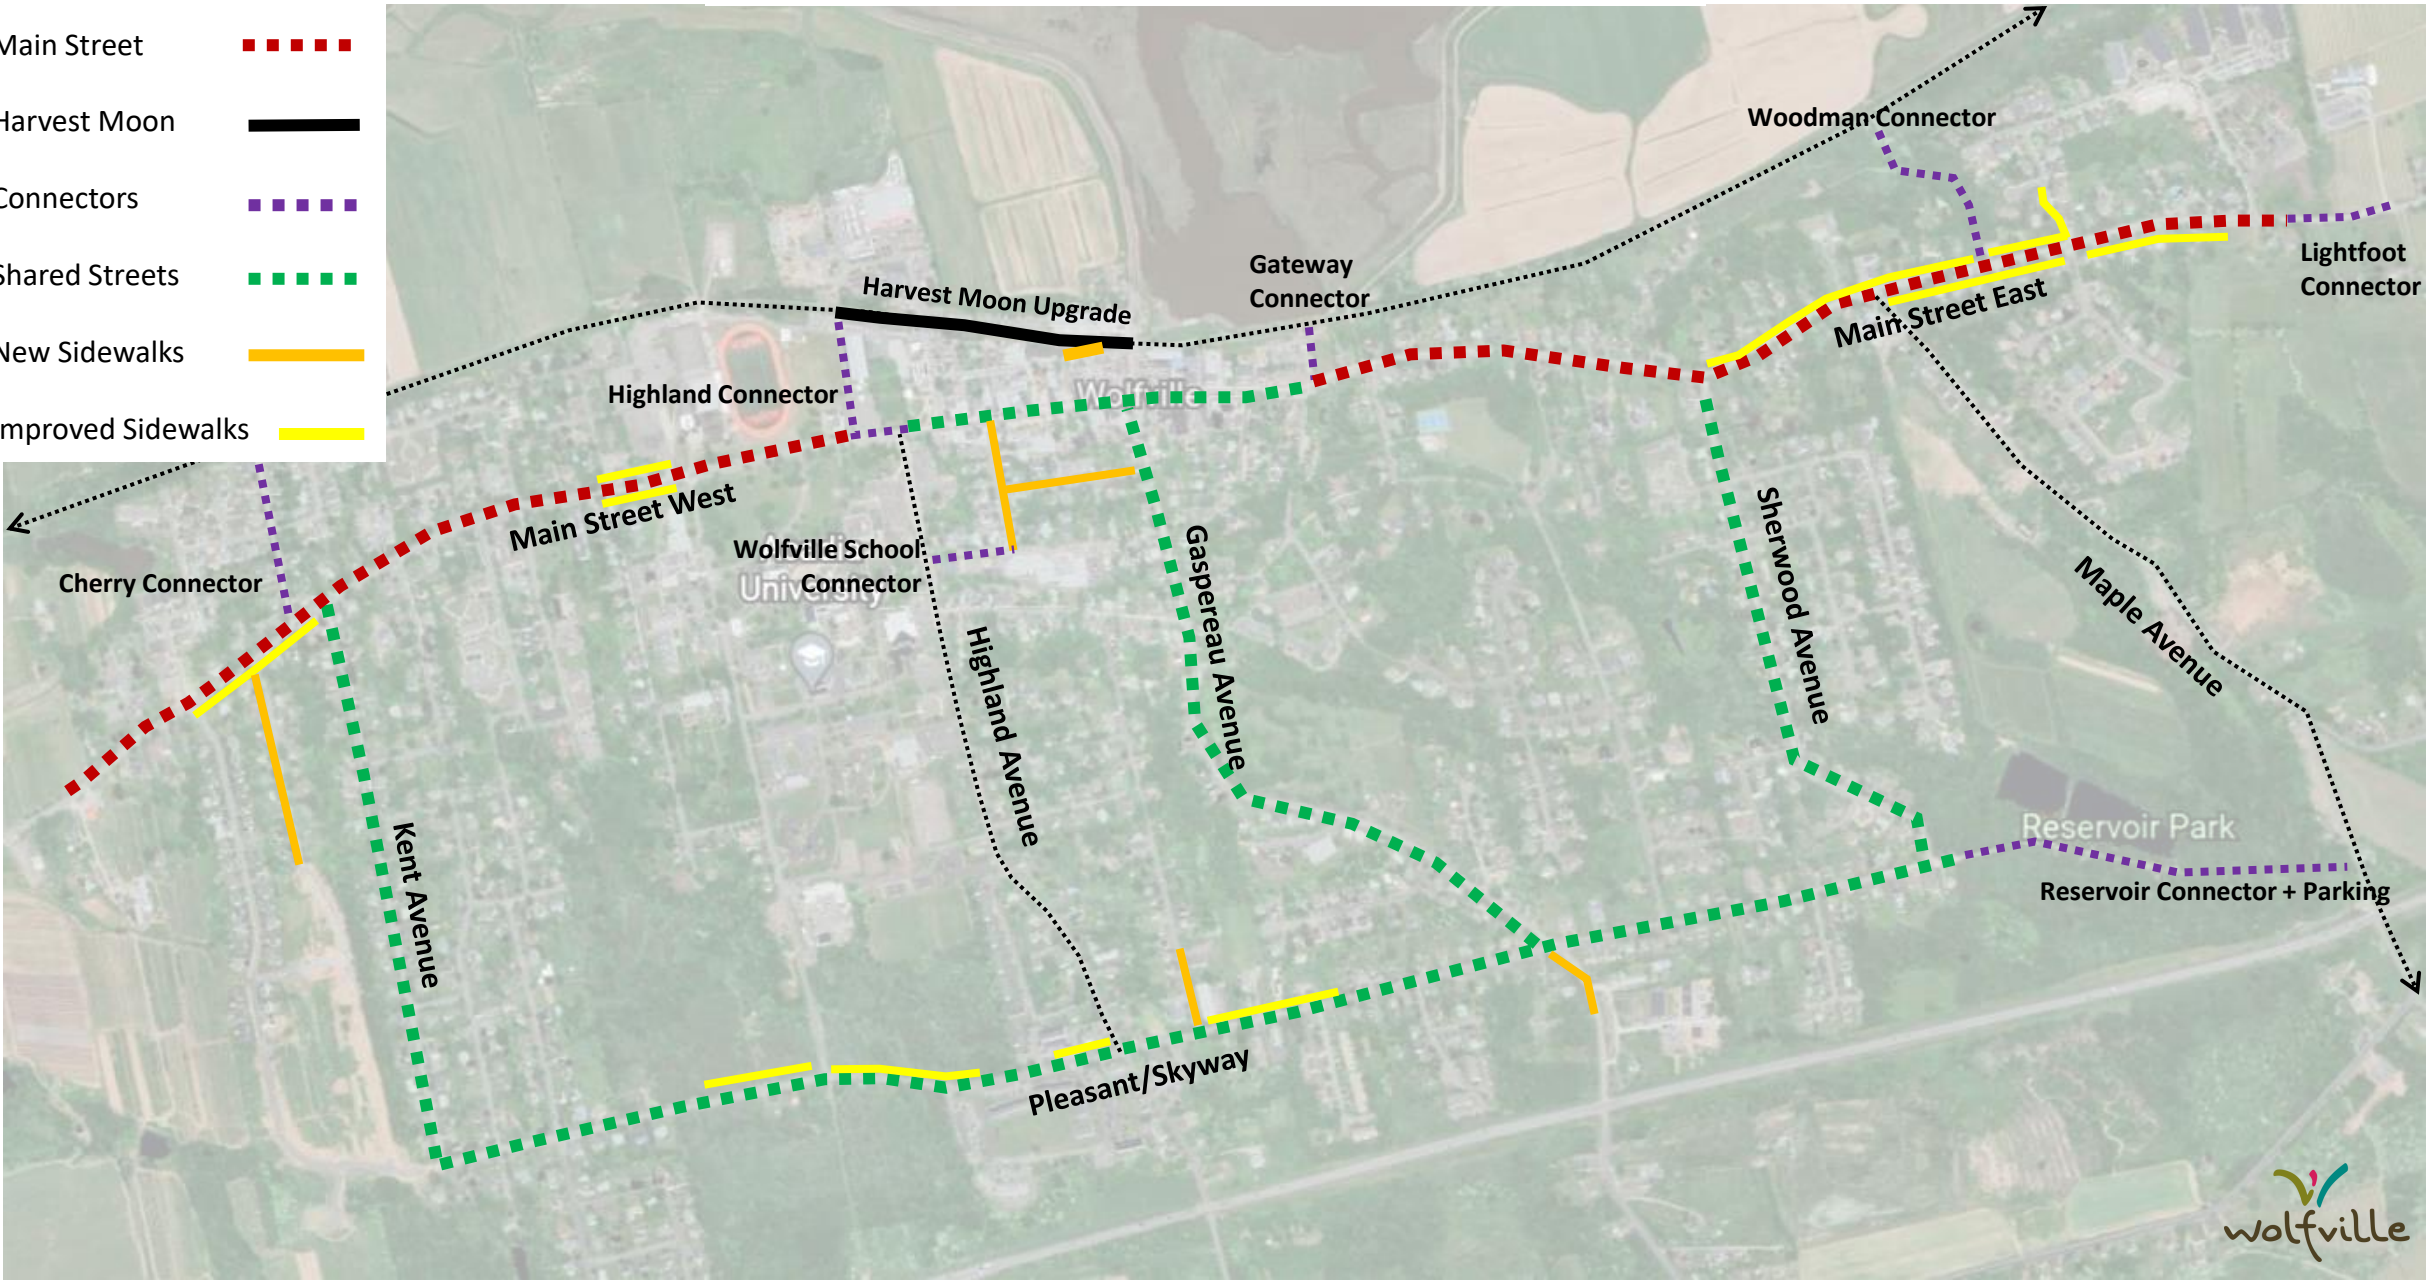 Main Street
Harvest Moon
Connectors
Shared Streets
New Sidewalks
Improved Sidewalks
Woodman Connector
Gateway
Connector
Lightfoot
Connector
Harvest Moon Upgrade
Main Street East
Wolfville
Highland Connector
Main Street West
Wolfville School
Connector
University
Cherry Connector
Gaspereau Avenue
Sherwood Avenue
Maple Avenue
Highland Avenue
Kent Avenue
Reservoir Park
Reservoir Connector + Parking
Pleasant/Skyway
wolfville